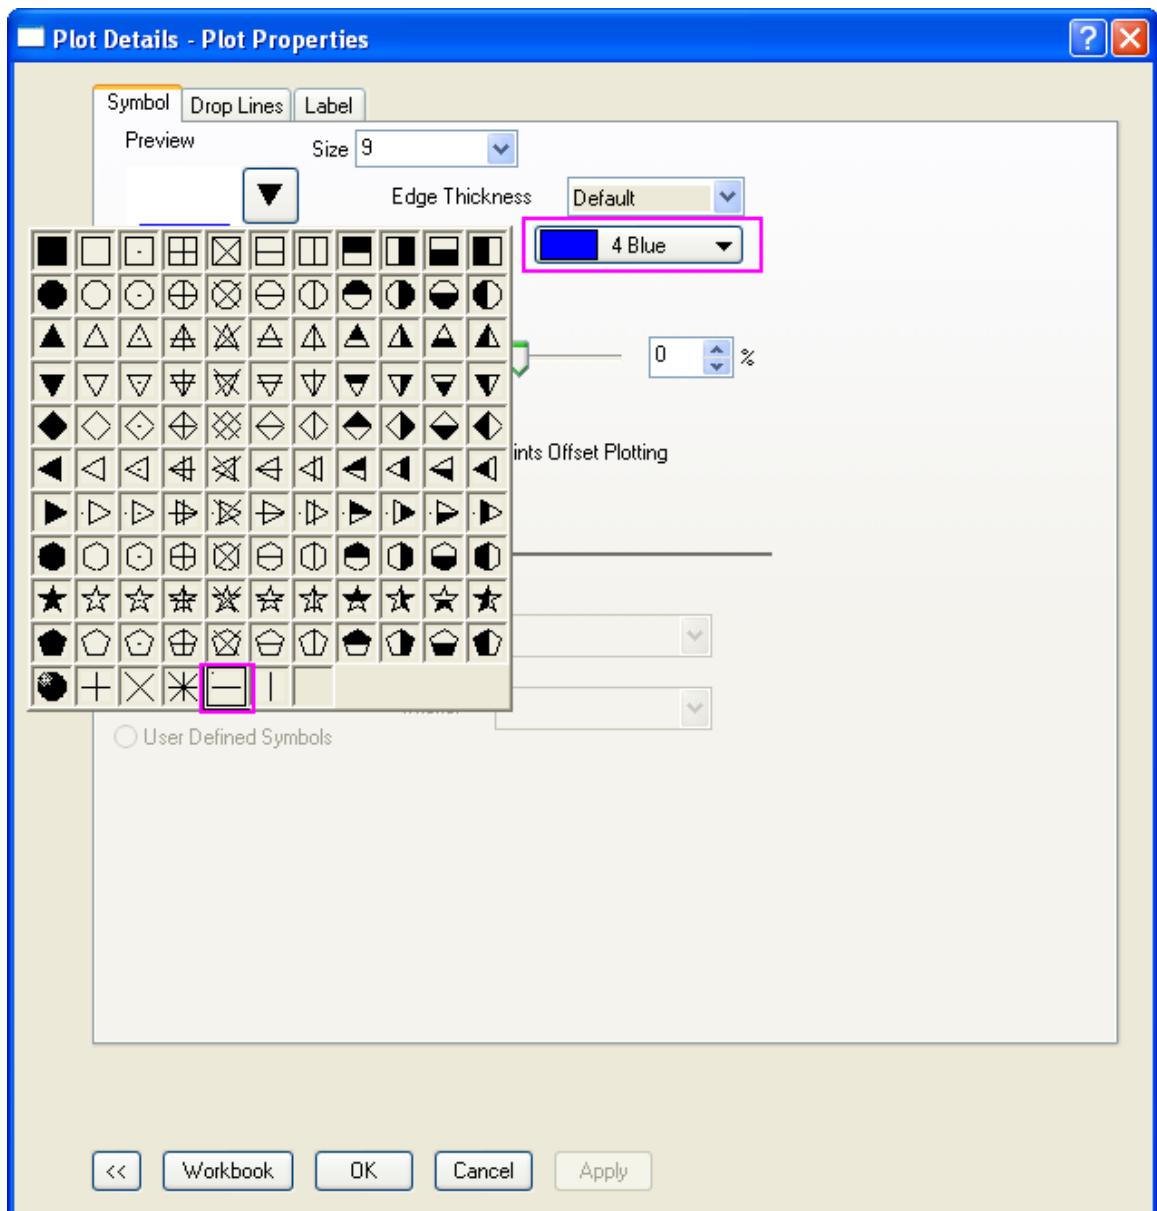 Plot Details - Plot Properties
Symbol Drop Lines Label
Preview
Size 9
Edge Thickness Default
4 Blue
0 %
ints Offset Plotting
User Defined Symbols
<< Workbook OK Cancel Apply